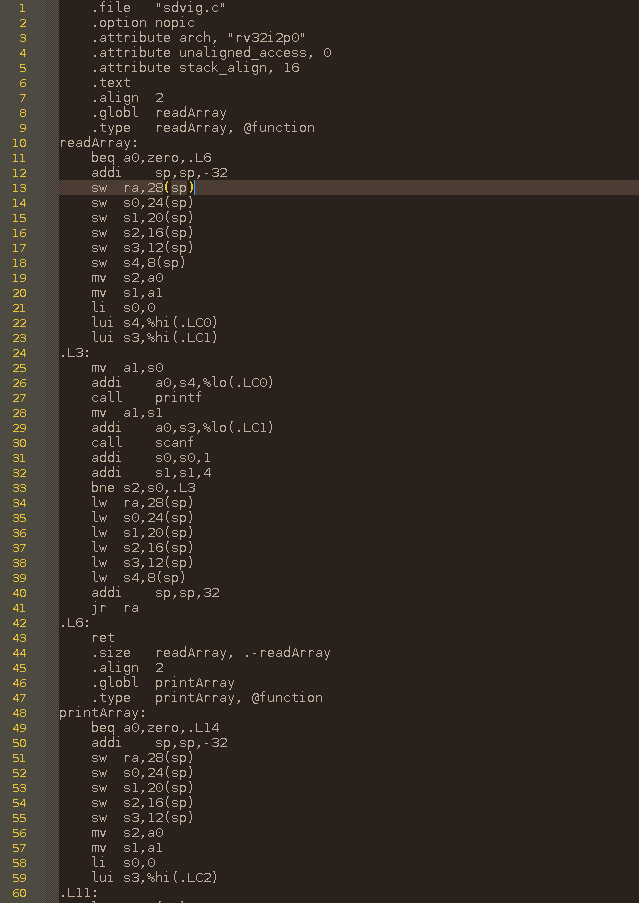 1 .file "sdvig.c"
2 .option nopic
3 .attribute arch, "rv32i2p0"
4 .attribute unaligned_access, 0
5 .attribute stack_align, 16
6 .text
7 .align 2
8 .globl readArray
9 .type readArray, @function
10 readArray:
11 beq a0,zero,.L6
12 addi sp,sp,-32
13 sw ra,28(sp)
14 sw s0,24(sp)
15 sw s1,20(sp)
16 sw s2,16(sp)
17 sw s3,12(sp)
18 sw s4,8(sp)
19 mv s2,a0
20 mv s1,a1
21 li s0,0
22 lui s4,%hi(.LC0)
23 lui s3,%hi(.LC1)
24 .L3:
25 mv a1,s0
26 addi a0,s4,%lo(.LC0)
27 call printf
28 mv a1,s1
29 addi a0,s3,%lo(.LC1)
30 call scanf
31 addi s0,s0,1
32 addi s1,s1,4
33 bne s2,s0,.L3
34 lw ra,28(sp)
35 lw s0,24(sp)
36 lw s1,20(sp)
37 lw s2,16(sp)
38 lw s3,12(sp)
39 lw s4,8(sp)
40 addi sp,sp,32
41 jr ra
42 .L6:
43 ret
44 .size readArray, .-readArray
45 .align 2
46 .globl printArray
47 .type printArray, @function
48 printArray:
49 beq a0,zero,.L14
50 addi sp,sp,-32
51 sw ra,28(sp)
52 sw s0,24(sp)
53 sw s1,20(sp)
54 sw s2,16(sp)
55 sw s3,12(sp)
56 mv s2,a0
57 mv s1,a1
58 li s0,0
59 lui s3,%hi(.LC2)
60 .L11: